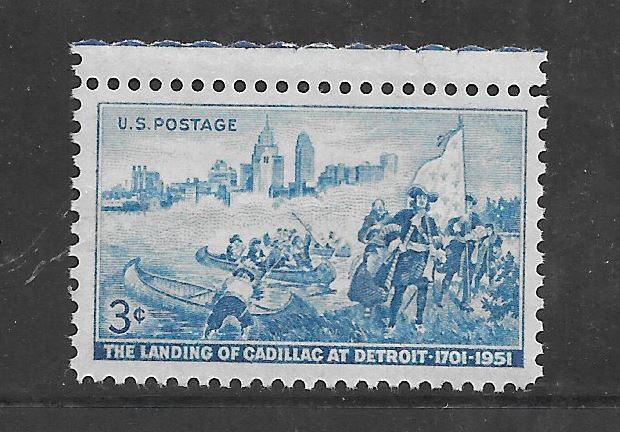 U.S. POSTAGE
3¢
THE LANDING OF CADILLAC AT DETROIT·1701-1951